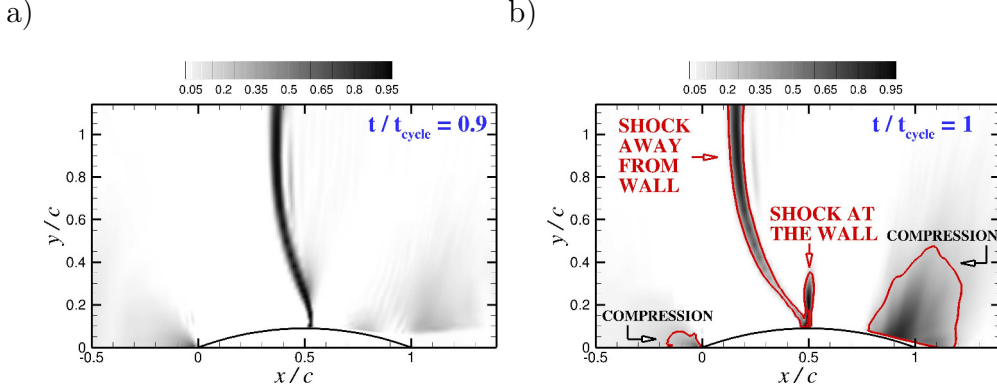 a)
b)
0.05 0.2 0.35 0.5 0.65 0.8 0.95
0.05 0.2 0.35 0.5 0.65 0.8 0.95
t / t_cycle = 0.9
1
0.8
0.6
0.4
0.2
0
y / c
-0.5 0 0.5 1
x / c
t / t_cycle = 1
SHOCK
AWAY
FROM
WALL
SHOCK AT
THE WALL
COMPRESSION
COMPRESSION
1
0.8
0.6
0.4
0.2
0
y / c
-0.5 0 0.5 1
x / c